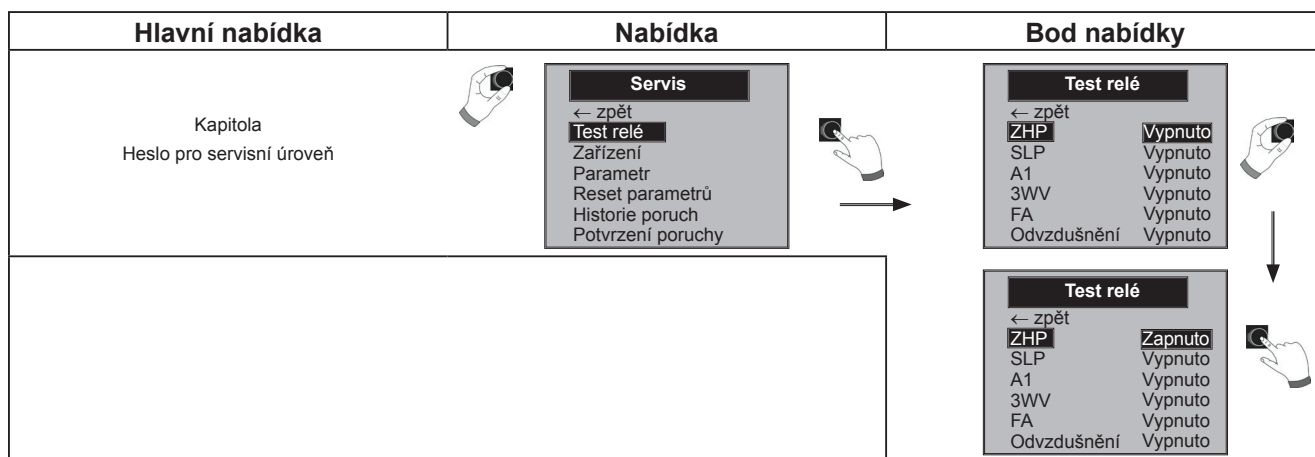 Hlavní nabídka
Nabídka
Bod nabídky
Kapitola
Heslo pro servisní úroveň
Servis
← zpět
Test relé
Zařízení
Parametr
Reset parametrů
Historie poruch
Potvrzení poruchy
Test relé
← zpět
ZHP Vypnuto
SLP Vypnuto
A1 Vypnuto
3WV Vypnuto
FA Vypnuto
Odvzdušnění Vypnuto
Test relé
← zpět
ZHP Zapnuto
SLP Vypnuto
A1 Vypnuto
3WV Vypnuto
FA Vypnuto
Odvzdušnění Vypnuto